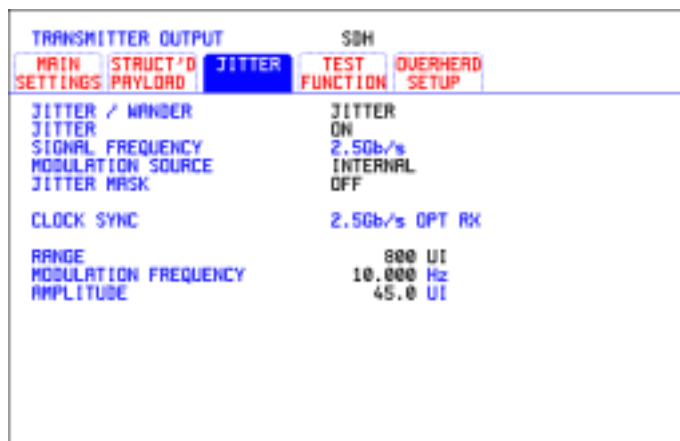 TRANSMITTER OUTPUT SDH
MAIN SETTINGS STRUCT'D PAYLOAD JITTER TEST FUNCTION OVERHEAD SETUP
JITTER / WANDER JITTER
JITTER ON
SIGNAL FREQUENCY 2.5Gb/s
MODULATION SOURCE INTERNAL
JITTER MASK OFF
CLOCK SYNC 2.5Gb/s OPT RX
RANGE 800 UI
MODULATION FREQUENCY 10.000 Hz
AMPLITUDE 45.0 UI